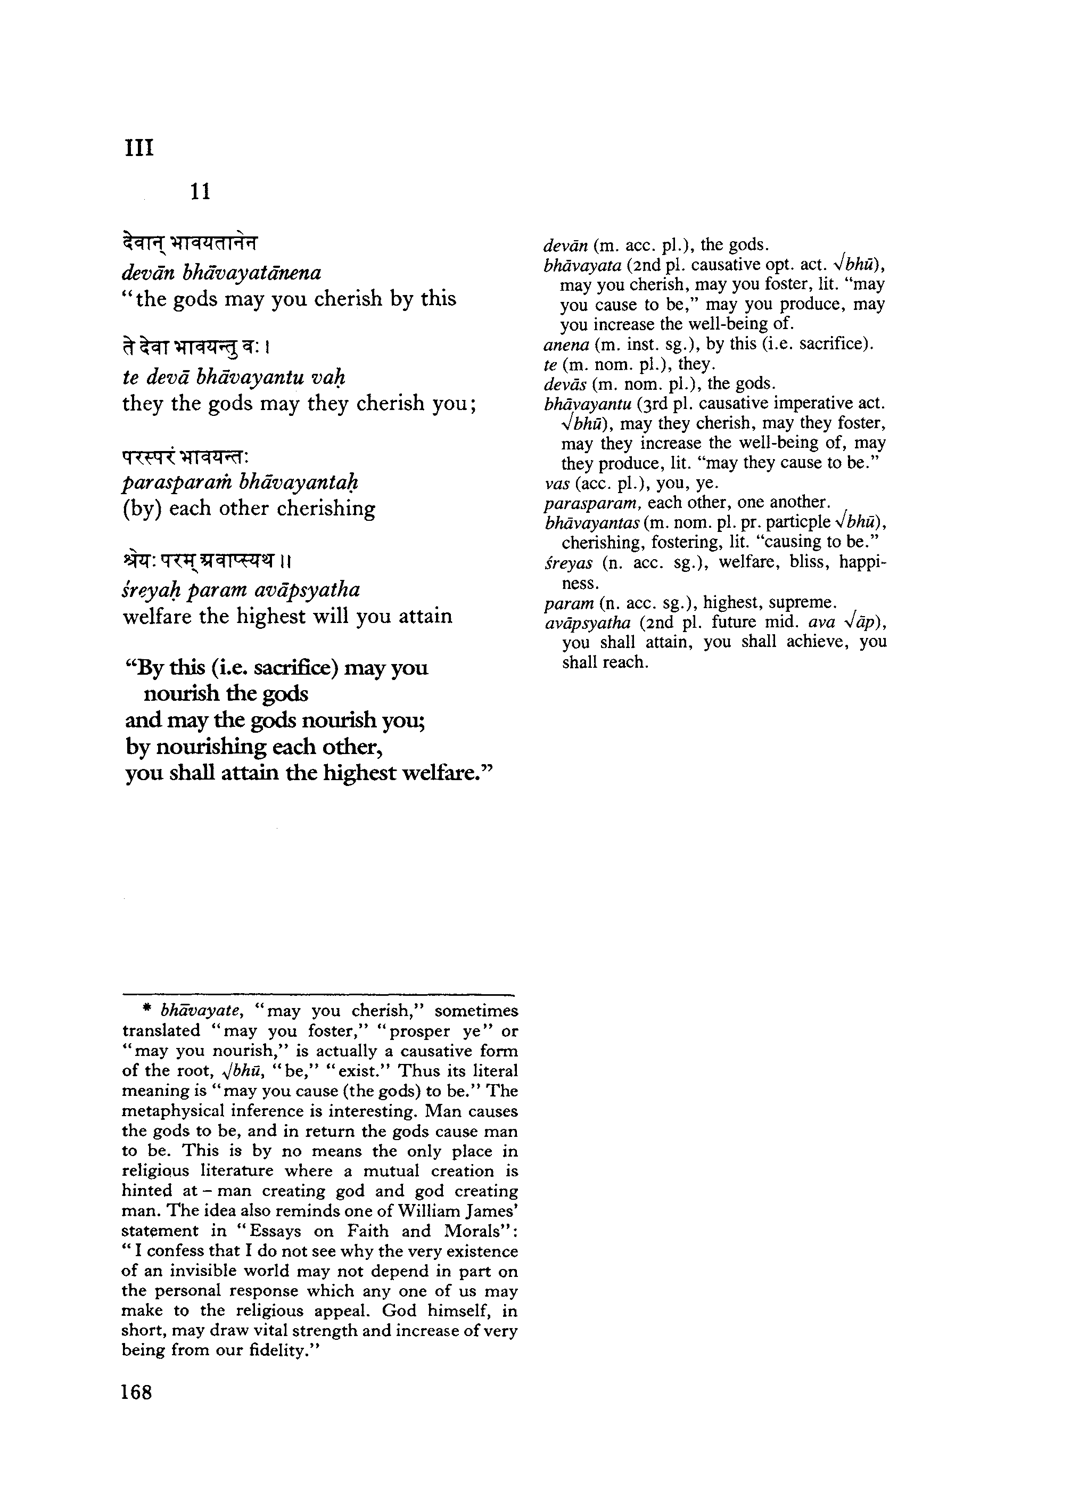 III
11
देवान् भावयतानेन
devān bhāvayatānena
“the gods may you cherish by this
ते देवा भावयन्तु वः ।
te devā bhāvayantu vaḥ
they the gods may they cherish you;
परस्परं भावयन्तः
parasparaṁ bhāvayantaḥ
(by) each other cherishing
श्रेयः परम् अवाप्स्यथ ॥
śreyaḥ param avāpsyatha
welfare the highest will you attain
“By this (i.e. sacrifice) may you
nourish the gods
and may the gods nourish you;
by nourishing each other,
you shall attain the highest welfare.”
devān (m. acc. pl.), the gods.
bhāvayata (2nd pl. causative opt. act. √bhū),
may you cherish, may you foster, lit. “may
you cause to be,” may you produce, may
you increase the well-being of.
anena (m. inst. sg.), by this (i.e. sacrifice).
te (m. nom. pl.), they.
devās (m. nom. pl.), the gods.
bhāvayantu (3rd pl. causative imperative act.
√bhū), may they cherish, may they foster,
may they increase the well-being of, may
they produce, lit. “may they cause to be.”
vas (acc. pl.), you, ye.
parasparam, each other, one another.
bhāvayantas (m. nom. pl. pr. particple √bhū),
cherishing, fostering, lit. “causing to be.”
śreyas (n. acc. sg.), welfare, bliss, happi-
ness.
param (n. acc. sg.), highest, supreme.
avāpsyatha (2nd pl. future mid. ava √āp),
you shall attain, you shall achieve, you
shall reach.
* bhāvayate, “may you cherish,” sometimes
translated “may you foster,” “prosper ye” or
“may you nourish,” is actually a causative form
of the root, √bhū, “be,” “exist.” Thus its literal
meaning is “may you cause (the gods) to be.” The
metaphysical inference is interesting. Man causes
the gods to be, and in return the gods cause man
to be. This is by no means the only place in
religious literature where a mutual creation is
hinted at – man creating god and god creating
man. The idea also reminds one of William James’
statement in “Essays on Faith and Morals”:
“I confess that I do not see why the very existence
of an invisible world may not depend in part on
the personal response which any one of us may
make to the religious appeal. God himself, in
short, may draw vital strength and increase of very
being from our fidelity.”
168